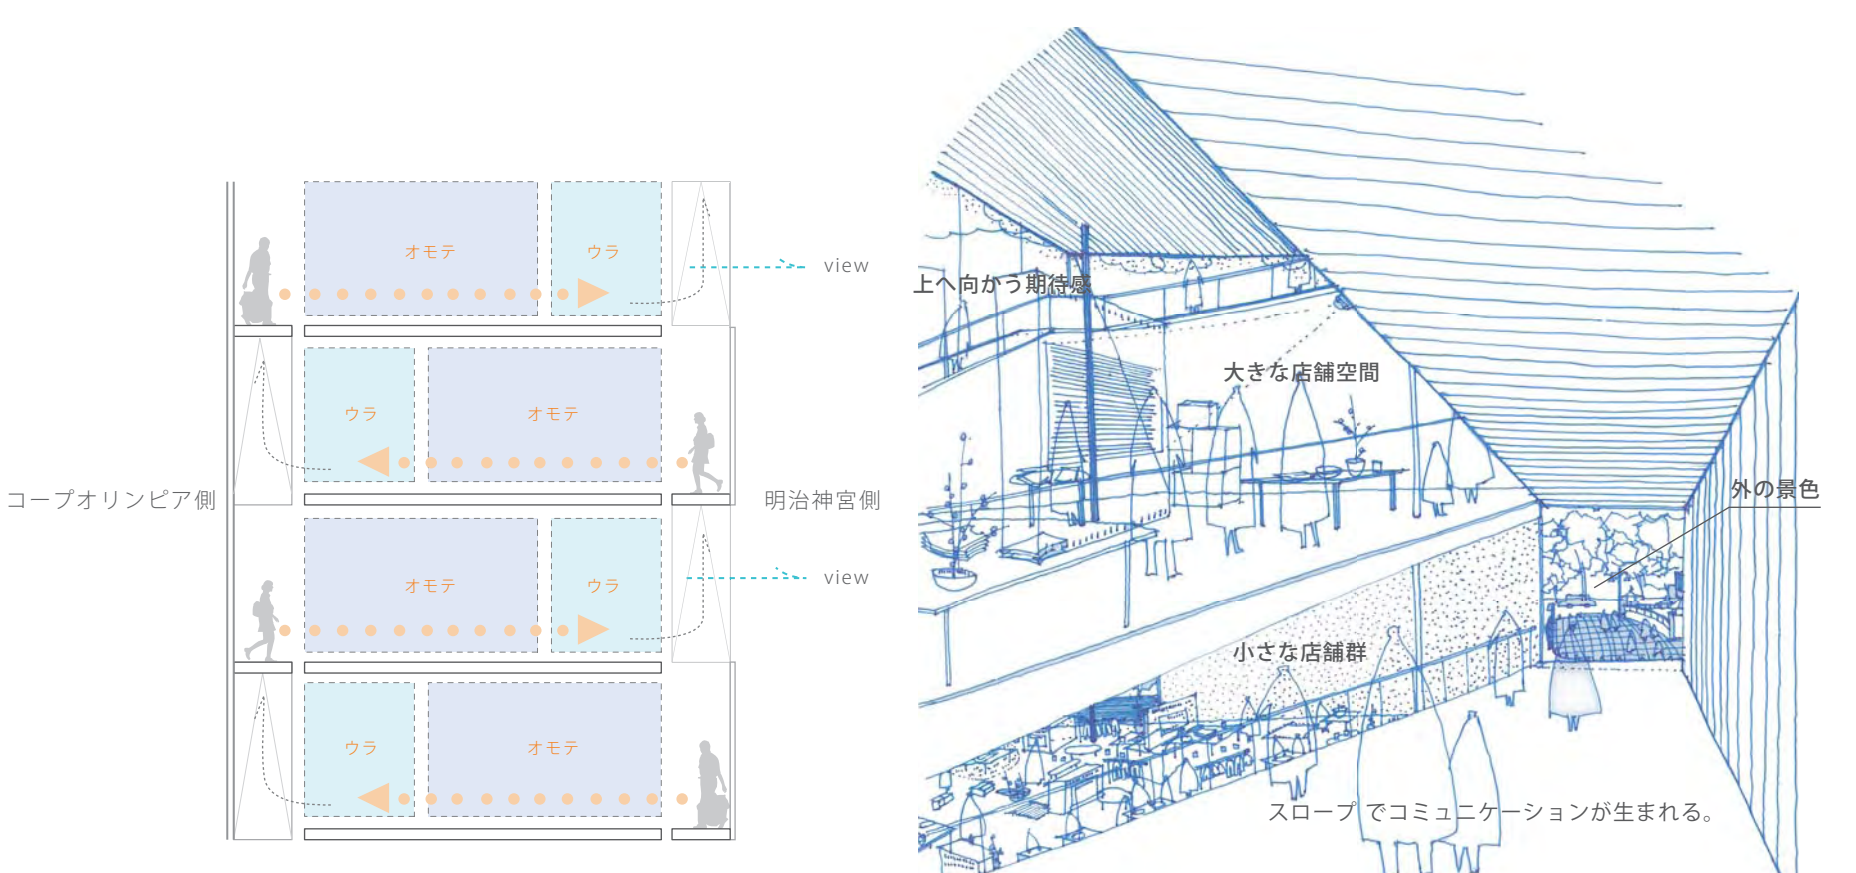 オモテ
ウラ
view
ウラ
オモテ
コープオリンピア側
明治神宮側
オモテ
ウラ
view
ウラ
オモテ
上へ向かう期待感
大きな店舗空間
外の景色
小さな店舗群
スロープでコミュニケーションが生まれる。